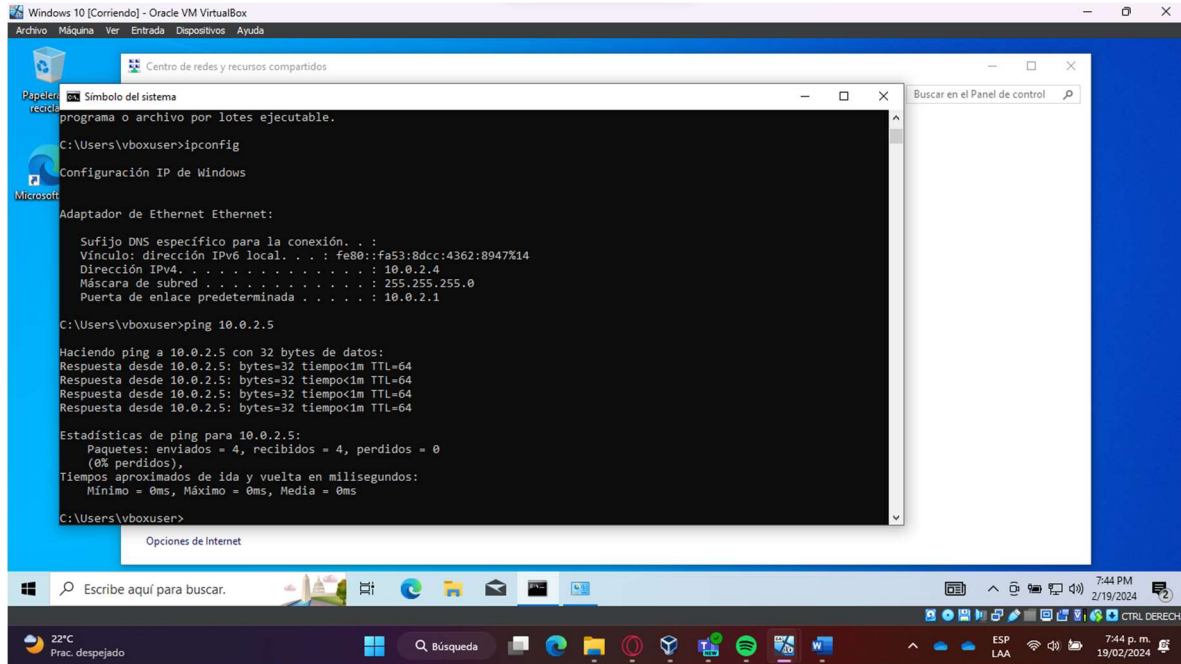 Windows 10 [Corriendo] - Oracle VM VirtualBox
Archivo Máquina Ver Entrada Dispositivos Ayuda
Centro de redes y recursos compartidos
Buscar en el Panel de control
Símbolo del sistema
programa o archivo por lotes ejecutable.
C:\Users\vboxuser>ipconfig
Configuración IP de Windows
Adaptador de Ethernet Ethernet:
Sufijo DNS específico para la conexión. . :
Vínculo: dirección IPv6 local. . . : fe80::fa53:8dcc:4362:8947%14
Dirección IPv4. . . . . . . . . . . . . . : 10.0.2.4
Máscara de subred . . . . . . . . . . . . : 255.255.255.0
Puerta de enlace predeterminada . . . . . : 10.0.2.1
C:\Users\vboxuser>ping 10.0.2.5
Haciendo ping a 10.0.2.5 con 32 bytes de datos:
Respuesta desde 10.0.2.5: bytes=32 tiempo<1m TTL=64
Respuesta desde 10.0.2.5: bytes=32 tiempo<1m TTL=64
Respuesta desde 10.0.2.5: bytes=32 tiempo<1m TTL=64
Respuesta desde 10.0.2.5: bytes=32 tiempo<1m TTL=64
Estadísticas de ping para 10.0.2.5:
Paquetes: enviados = 4, recibidos = 4, perdidos = 0
(0% perdidos),
Tiempos aproximados de ida y vuelta en milisegundos:
Mínimo = 0ms, Máximo = 0ms, Media = 0ms
C:\Users\vboxuser>
Papeler
recicla
Microsoft
Opciones de Internet
Escribe aquí para buscar.
7:44 PM
2/19/2024
2
CTRL DERECH
22°C
Prac. despejado
Búsqueda
NEW
ESP
LAA
7:44 p. m.
19/02/2024